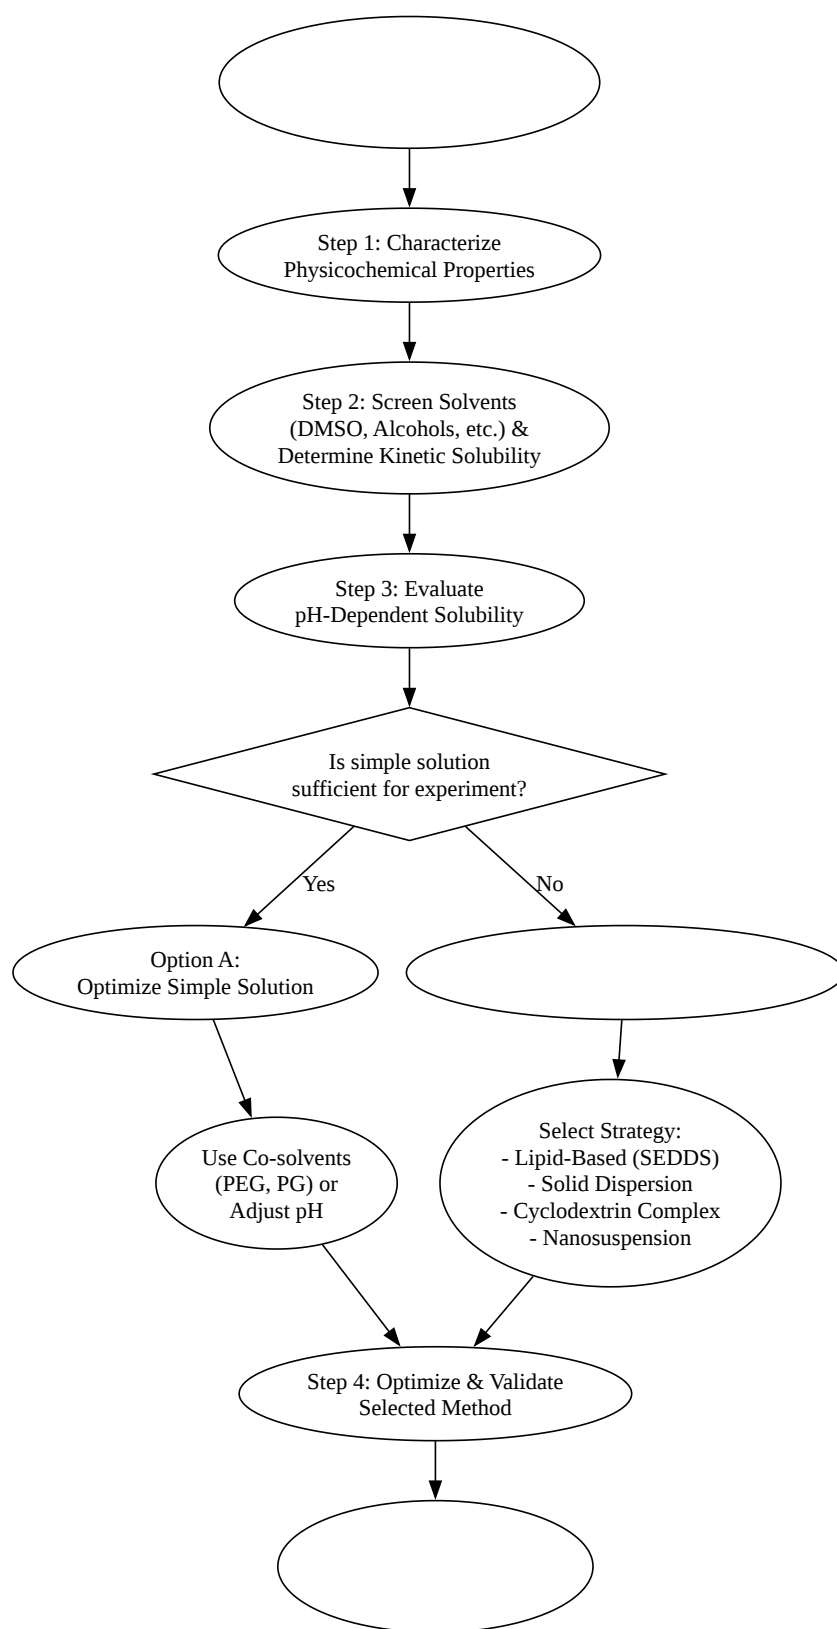 Step 1: Characterize
Physicochemical Properties
Step 2: Screen Solvents
(DMSO, Alcohols, etc.) &
Determine Kinetic Solubility
Step 3: Evaluate
pH-Dependent Solubility
Is simple solution
sufficient for experiment?
Yes
No
Option A:
Optimize Simple Solution
Use Co-solvents
(PEG, PG) or
Adjust pH
Select Strategy:
- Lipid-Based (SEDDS)
- Solid Dispersion
- Cyclodextrin Complex
- Nanosuspension
Step 4: Optimize & Validate
Selected Method